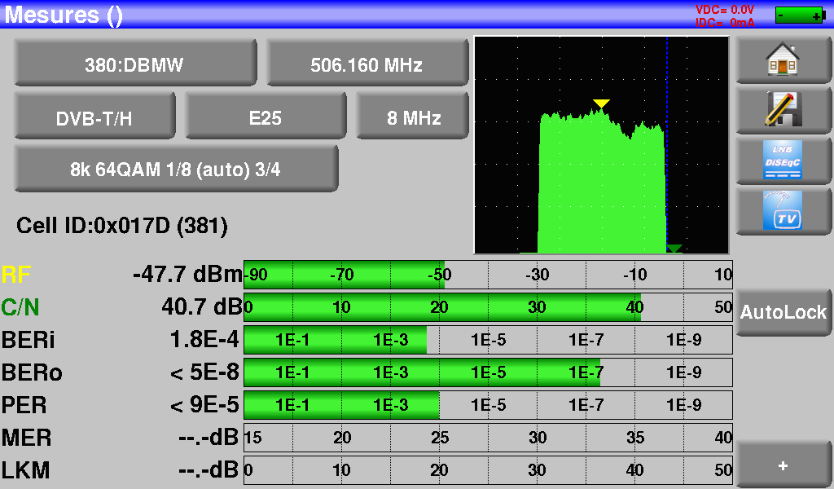 Mesures ()
VDC= 0.0V
IDC= 0mA
- +
380:DBMW
506.160 MHz
DVB-T/H
E25
8 MHz
8k 64QAM 1/8 (auto) 3/4
LNB
DiSEqC
TV
Cell ID:0x017D (381)
RF -47.7 dBm -90 -70 -50 -30 -10 10
C/N 40.7 dB 0 10 20 30 40 50
AutoLock
BERi 1.8E-4 1E-1 1E-3 1E-5 1E-7 1E-9
BERo < 5E-8 1E-1 1E-3 1E-5 1E-7 1E-9
PER < 9E-5 1E-1 1E-3 1E-5 1E-7 1E-9
MER --.-dB 15 20 25 30 35 40
LKM --.-dB 0 10 20 30 40 50
+